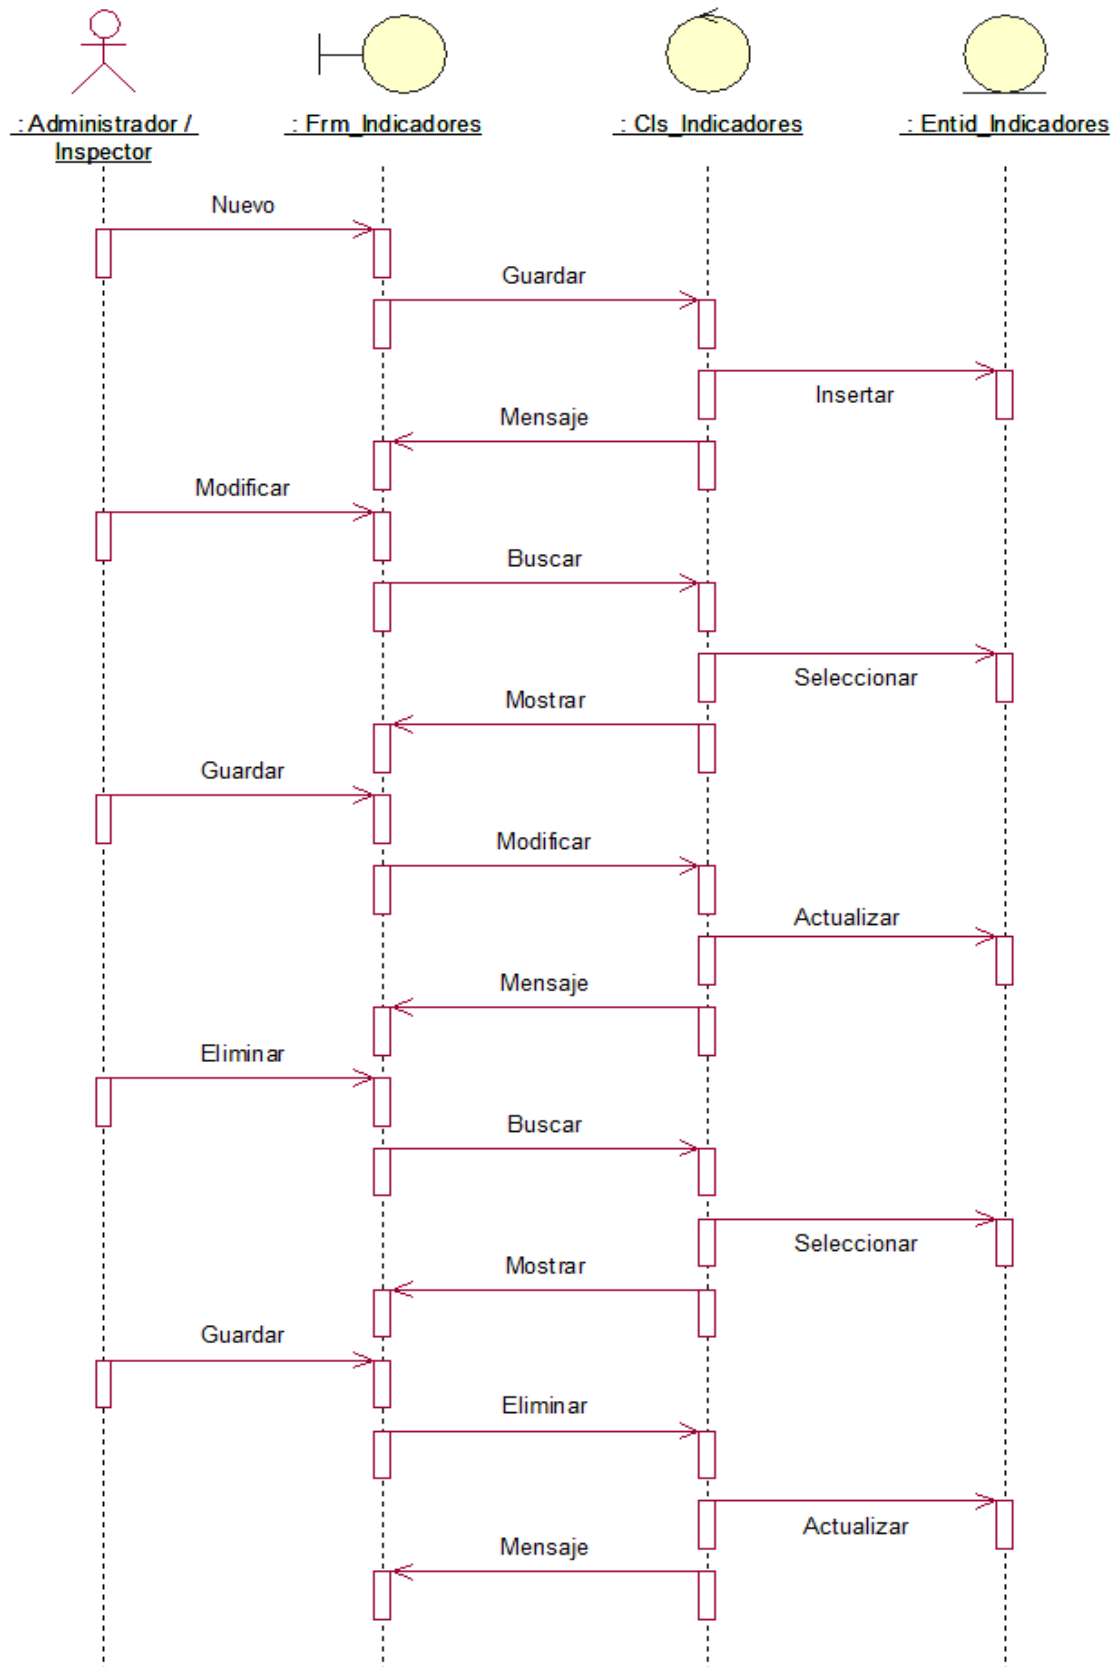 : Administrador /
Inspector
: Frm_Indicadores
: Cls_Indicadores
: Entid_Indicadores
Nuevo
Guardar
Insertar
Mensaje
Modificar
Buscar
Seleccionar
Mostrar
Guardar
Modificar
Actualizar
Mensaje
Eliminar
Buscar
Seleccionar
Mostrar
Guardar
Eliminar
Actualizar
Mensaje